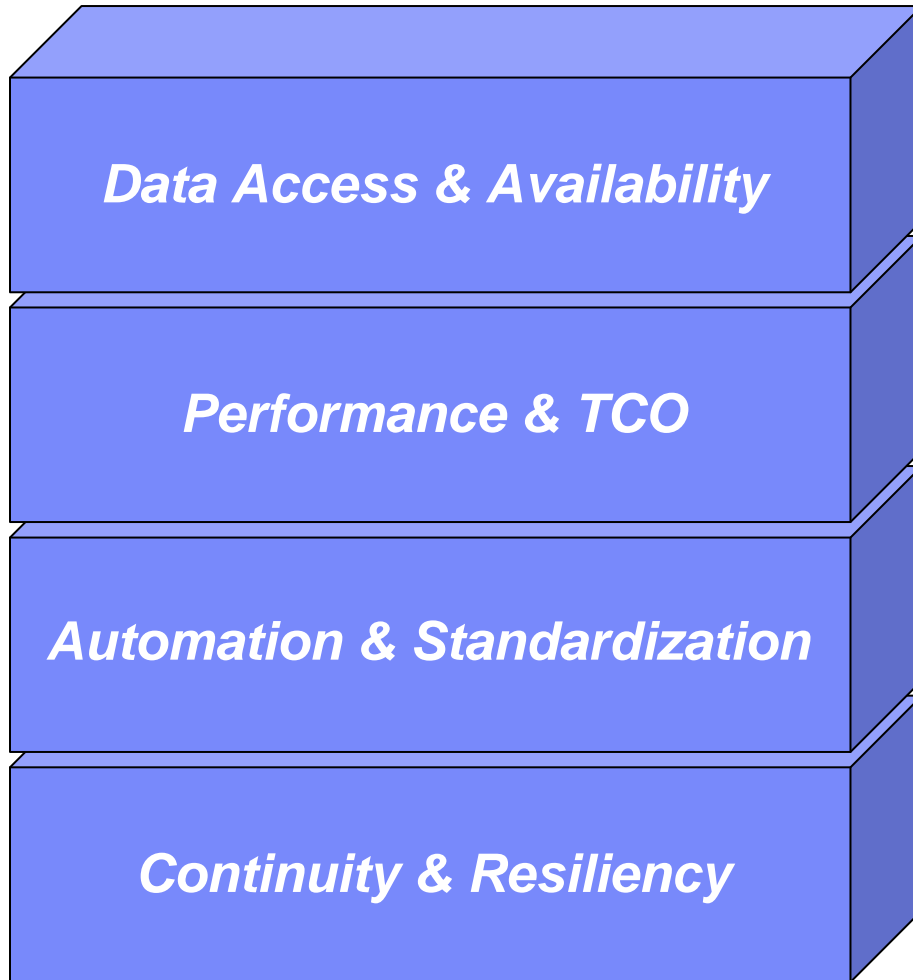 Data Access & Availability
Performance & TCO
Automation & Standardization
Continuity & Resiliency